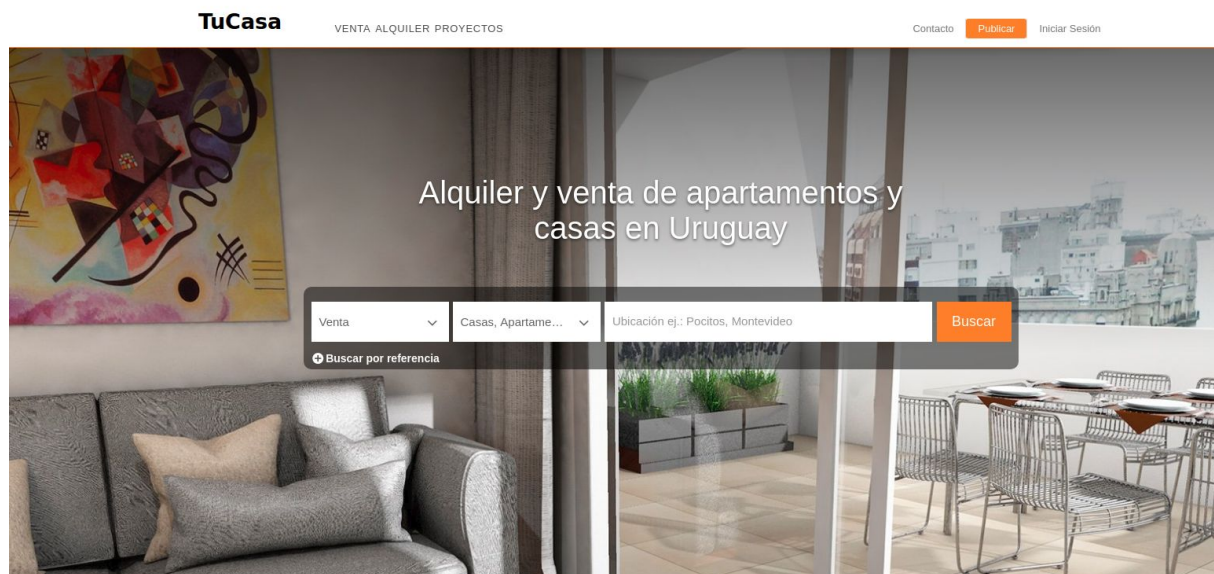 TuCasa
VENTA ALQUILER PROYECTOS
Contacto
Publicar
Iniciar Sesión
Alquiler y venta de apartamentos y
casas en Uruguay
Venta
Casas, Apartame...
Ubicación ej.: Pocitos, Montevideo
Buscar
Buscar por referencia